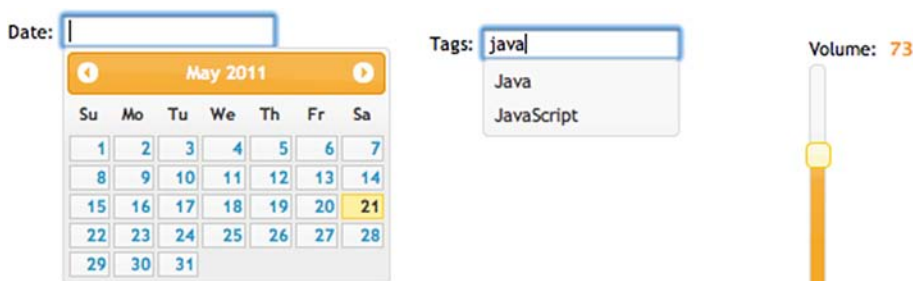 Date:
May 2011
Su Mo Tu We Th Fr Sa
1 2 3 4 5 6 7
8 9 10 11 12 13 14
15 16 17 18 19 20 21
22 23 24 25 26 27 28
29 30 31
Tags: java
Java
JavaScript
Volume: 73